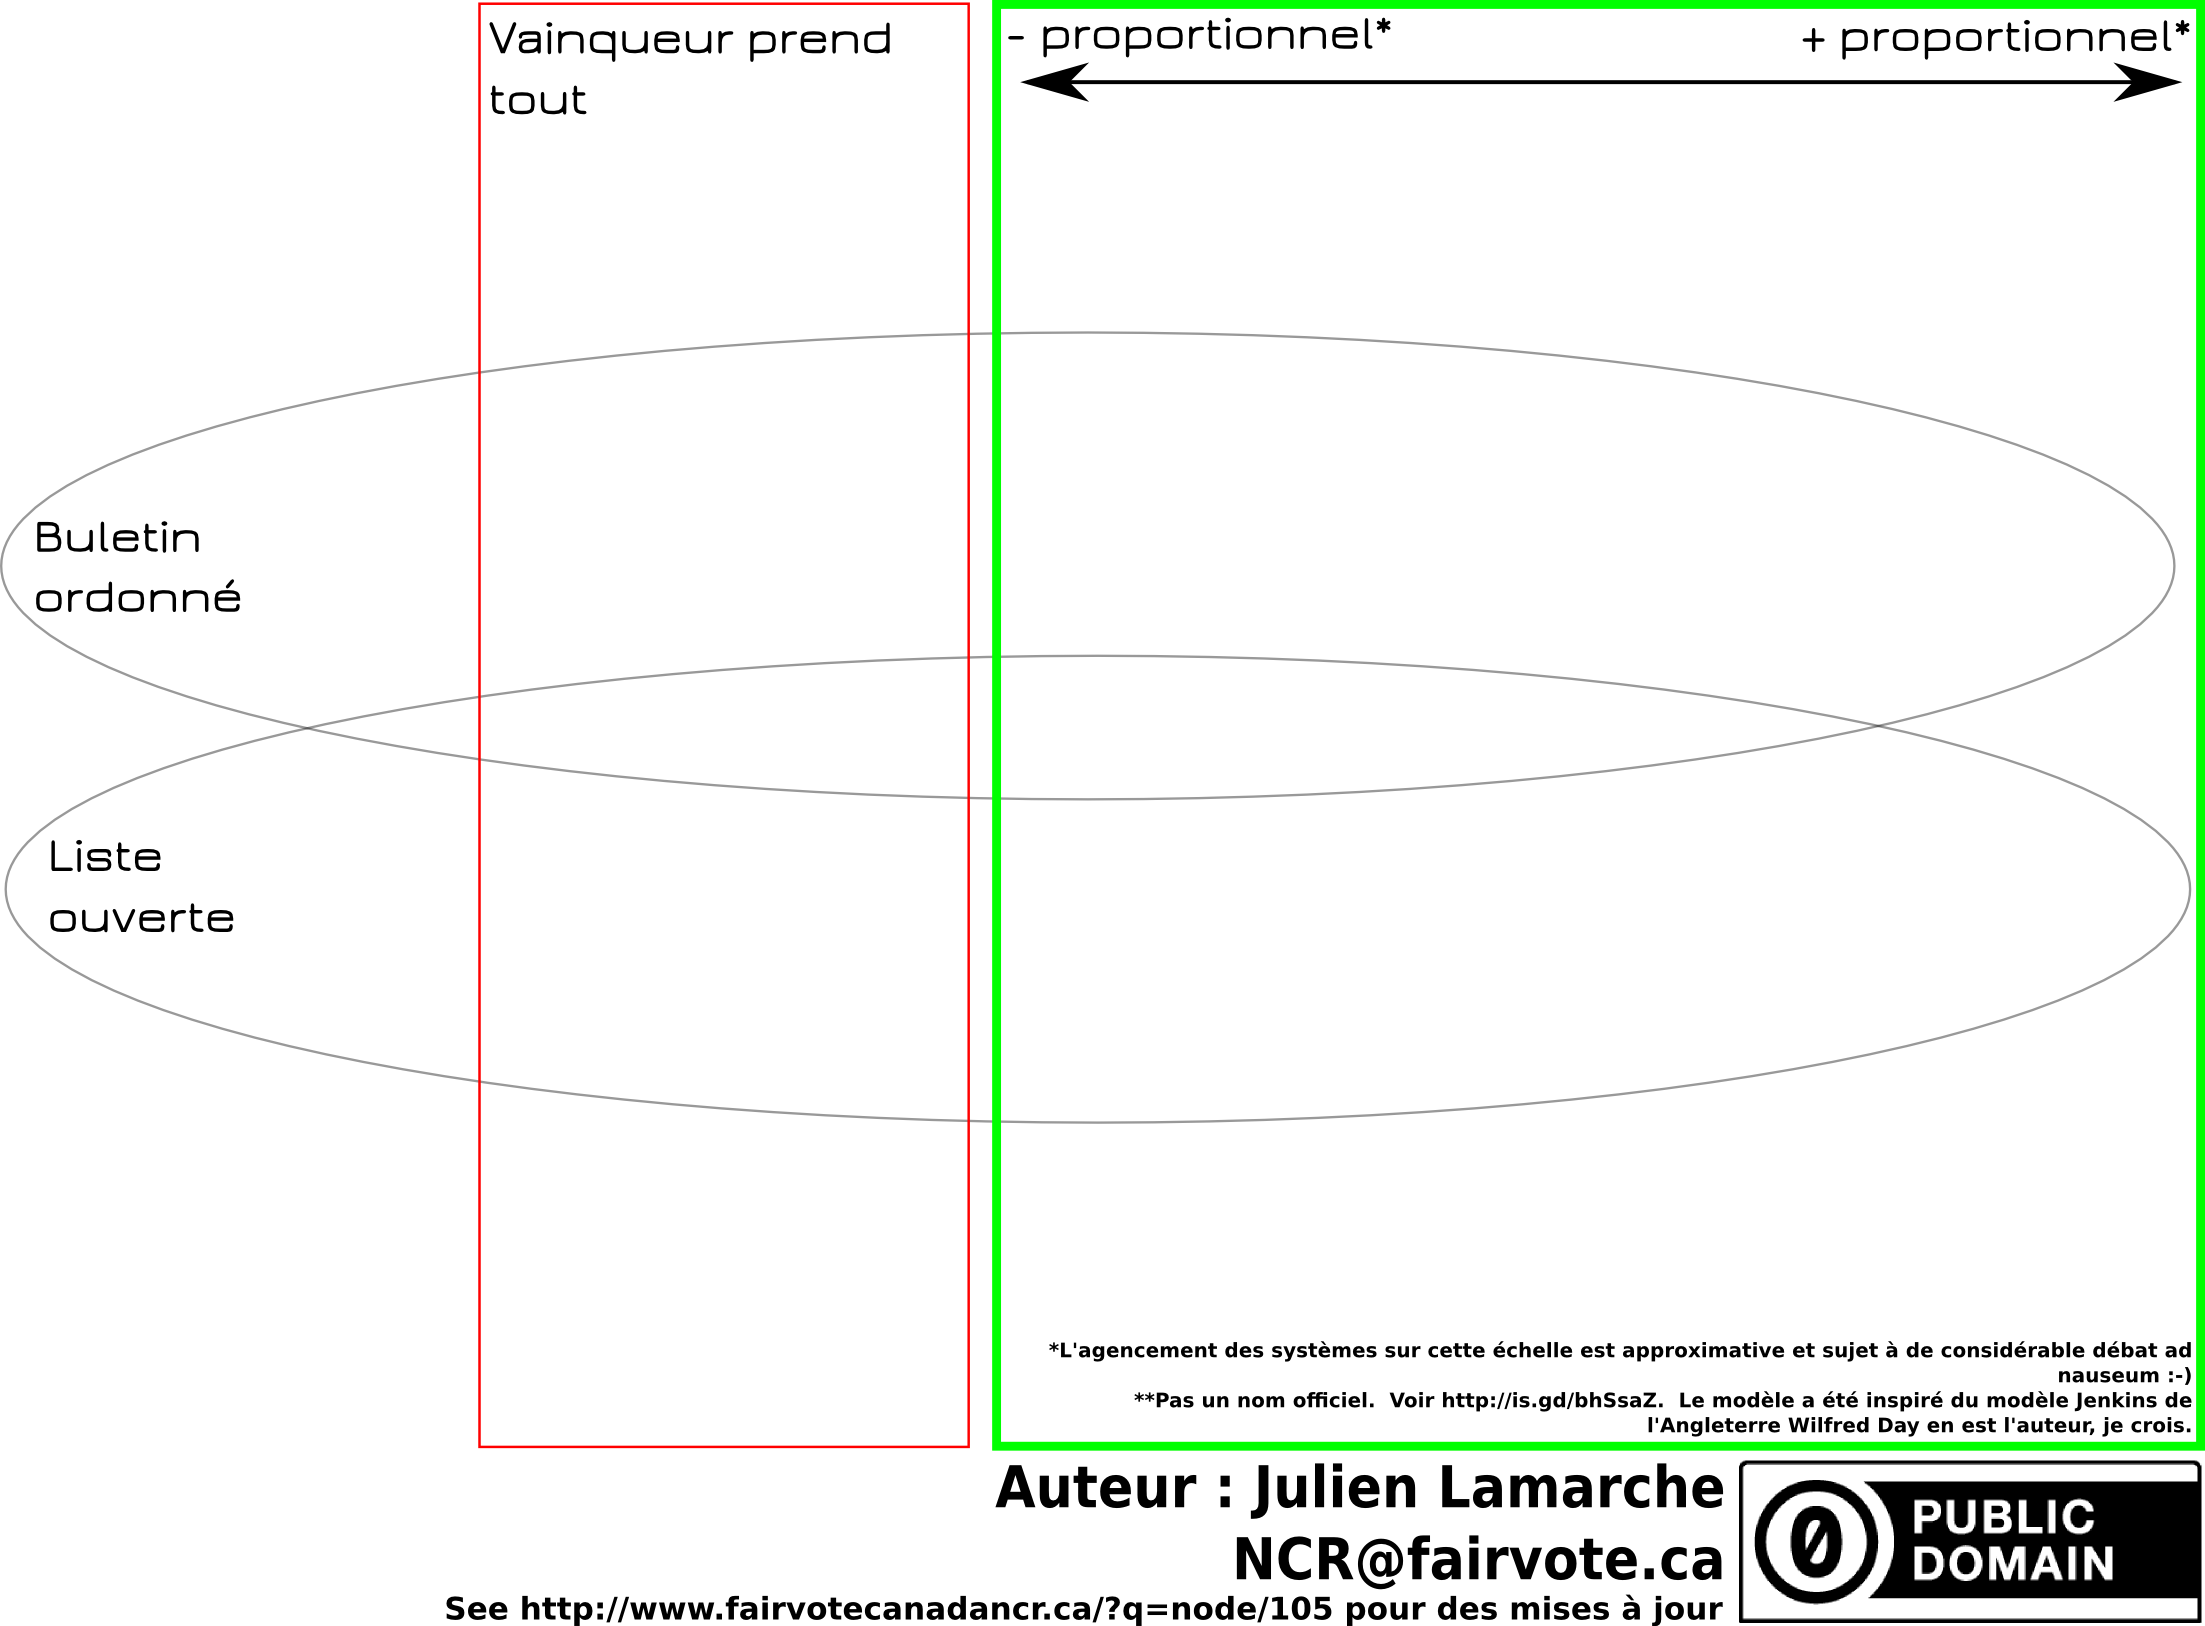 Vainqueur prend
tout
- proportionnel*
+ proportionnel*
Buletin
ordonné
Liste
ouverte
*L'agencement des systèmes sur cette échelle est approximative et sujet à de considérable débat ad
nauseum :-)
**Pas un nom officiel.  Voir http://is.gd/bhSsaZ.  Le modèle a été inspiré du modèle Jenkins de
l'Angleterre Wilfred Day en est l'auteur, je crois.
Auteur : Julien Lamarche
NCR@fairvote.ca
See http://www.fairvotecanadancr.ca/?q=node/105 pour des mises à jour
0
PUBLIC
DOMAIN